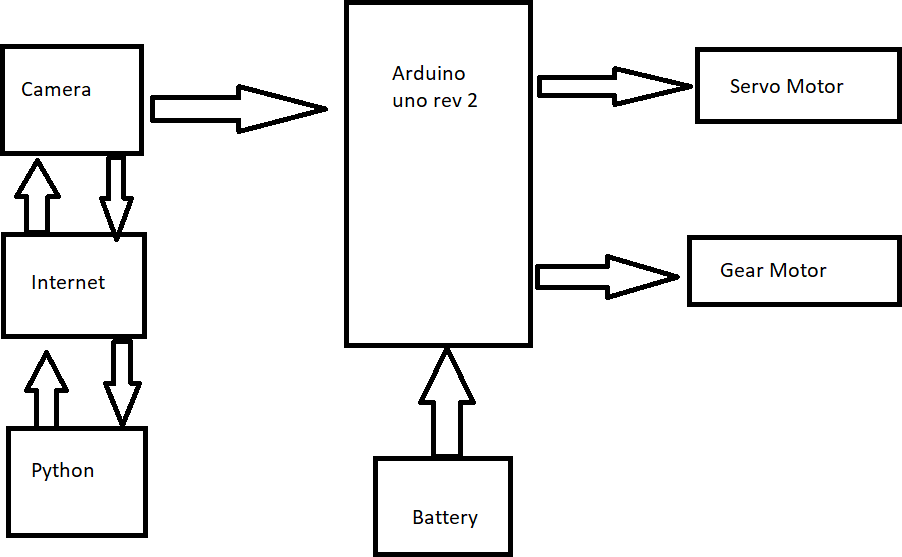 Camera
Arduino
uno rev 2
Servo Motor
Internet
Gear Motor
Python
Battery